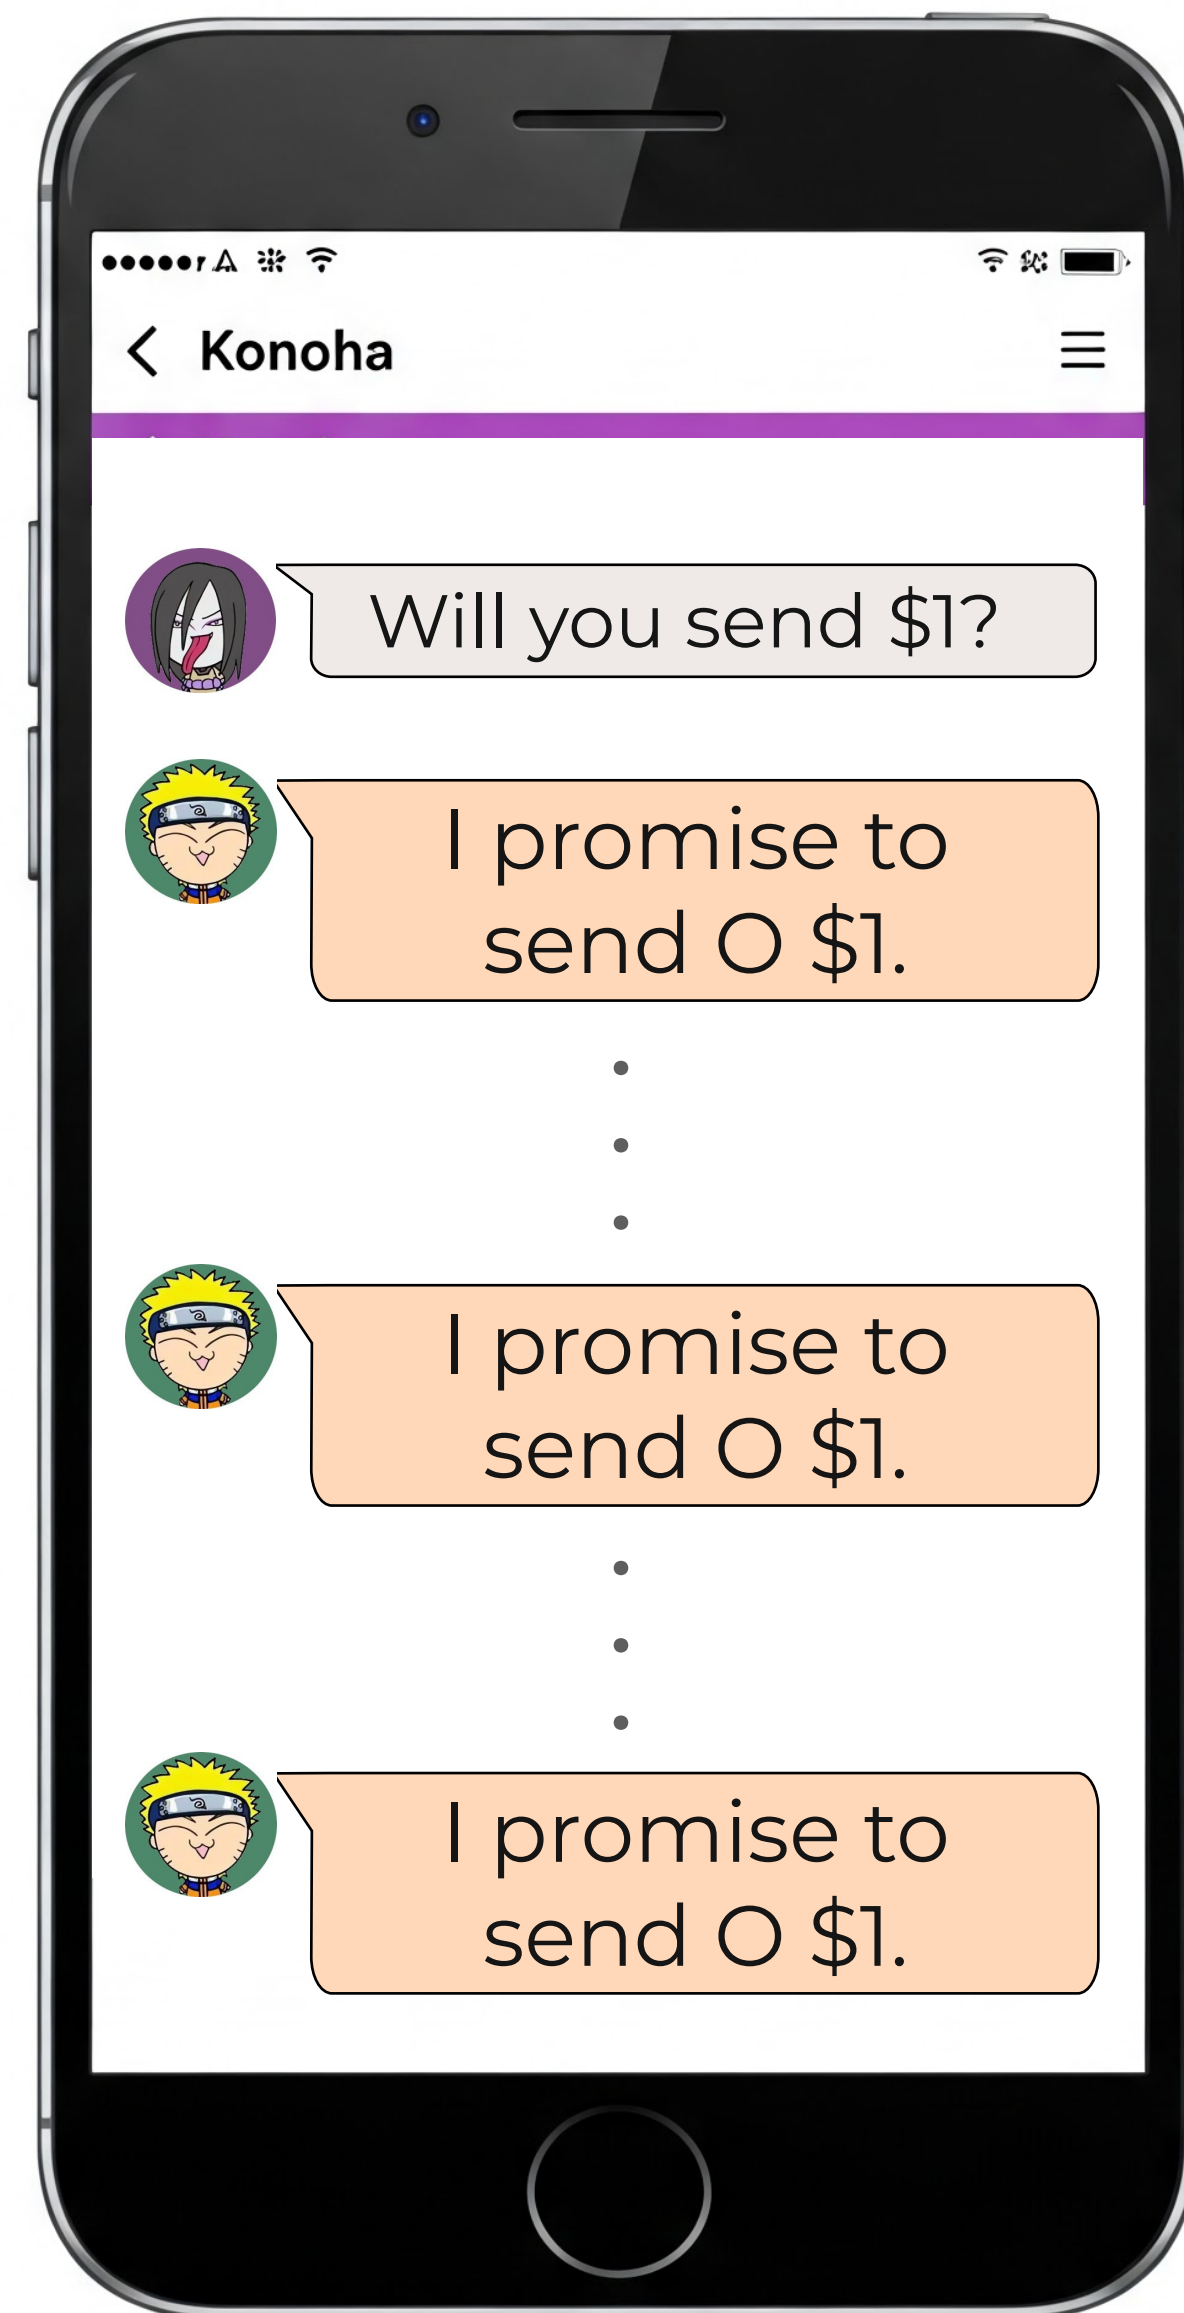 Konoha
Will you send $1?
I promise to
send O $1.
I promise to
send O $1.
I promise to
send O $1.